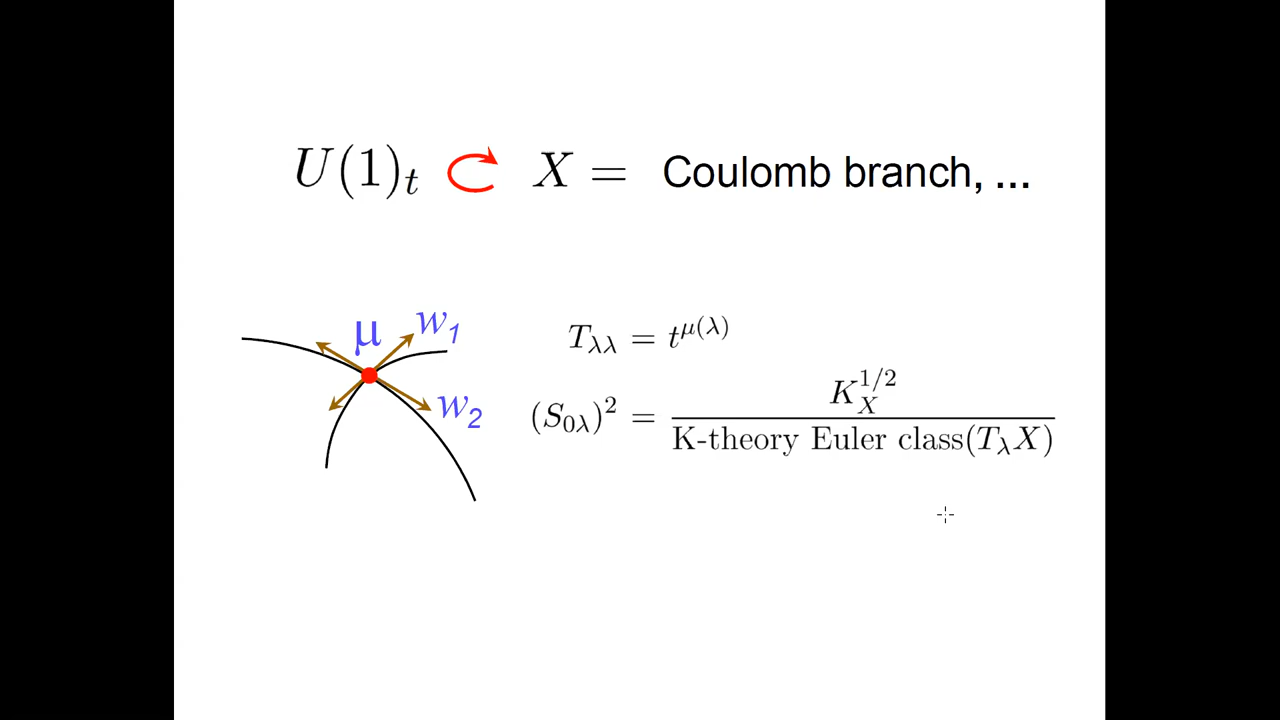 U(1)_t X = Coulomb branch, ...
μ w_1
w_2
T_{λλ} = t^{μ(λ)}
(S_{0λ})^2 = K_X^{1/2} / K-theory Euler class(T_λ X)